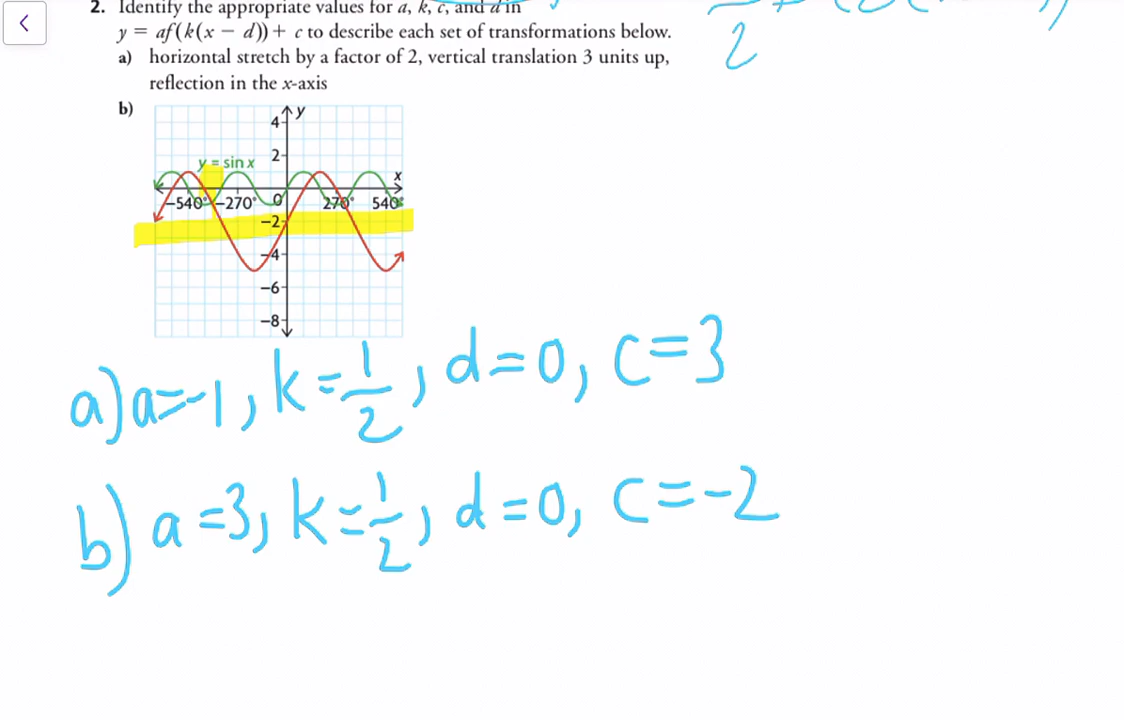 2. Identify the appropriate values for a, k, c, and d in
y = af(k(x − d)) + c to describe each set of transformations below.
a) horizontal stretch by a factor of 2, vertical translation 3 units up,
reflection in the x-axis
b)
4 y
y = sin x 2
x
−540° −270° 0 270° 540°
−2
−4
−6
−8
a) a=-1, k=1/2, d=0, c=3
b) a=3, k=1/2, d=0, c=-2
2